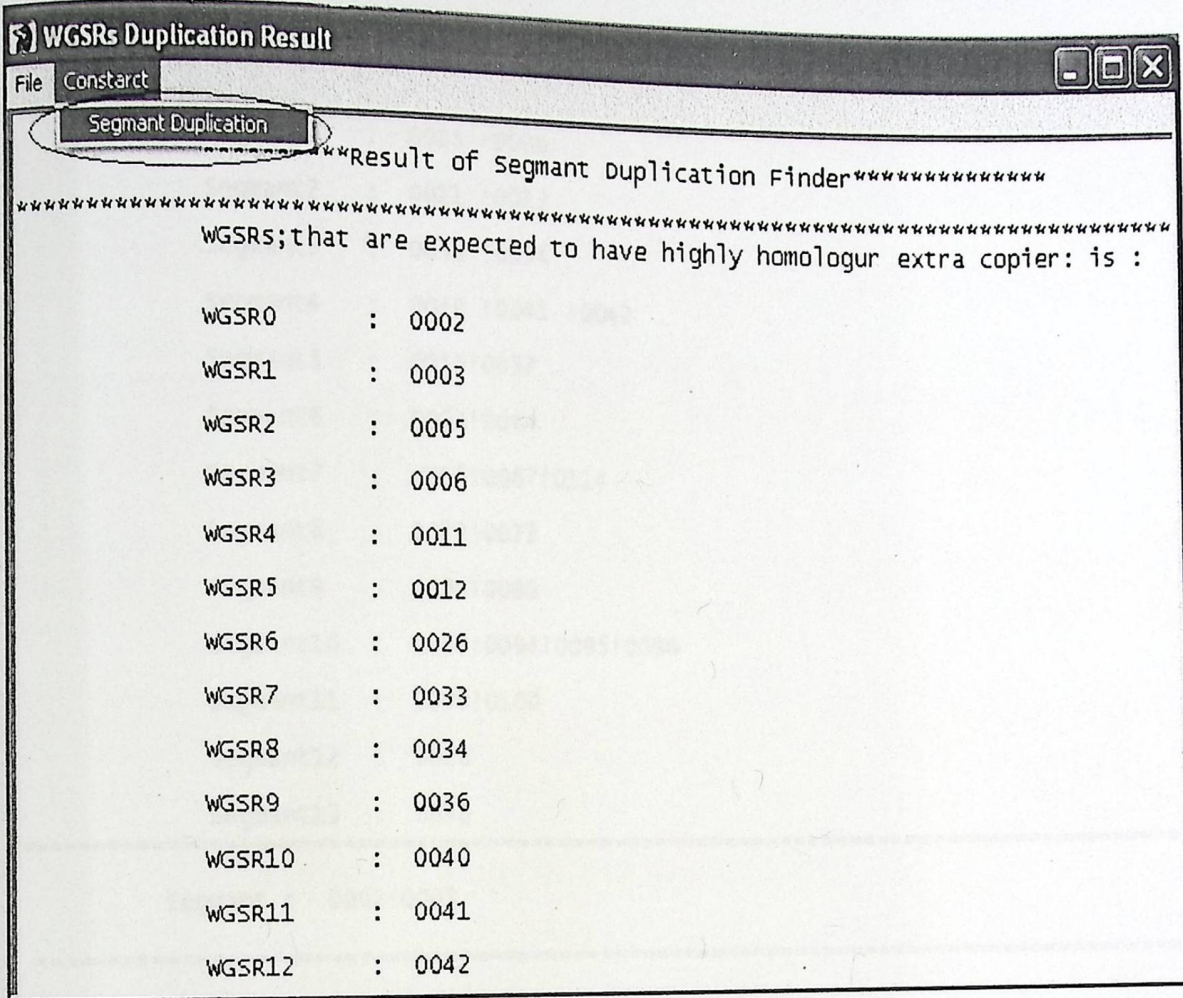 WGSRs Duplication Result
File Constarct
Segmant Duplication
**Result of Segmant Duplication Finder**************
***************************************************************************
WGSRs;that are expected to have highly homologur extra copier: is :
WGSR0 : 0002
WGSR1 : 0003
WGSR2 : 0005
WGSR3 : 0006
WGSR4 : 0011
WGSR5 : 0012
WGSR6 : 0026
WGSR7 : 0033
WGSR8 : 0034
WGSR9 : 0036
WGSR10 : 0040
WGSR11 : 0041
WGSR12 : 0042